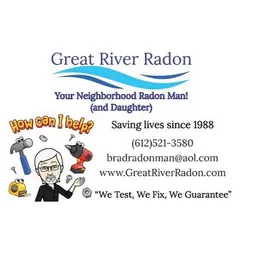 Great River Radon
Your Neighborhood Radon Man!
(and Daughter)
How can I help?
Saving lives since 1988
(612)521-3580
bradradonman@aol.com
www.GreatRiverRadon.com
“We Test, We Fix, We Guarantee”